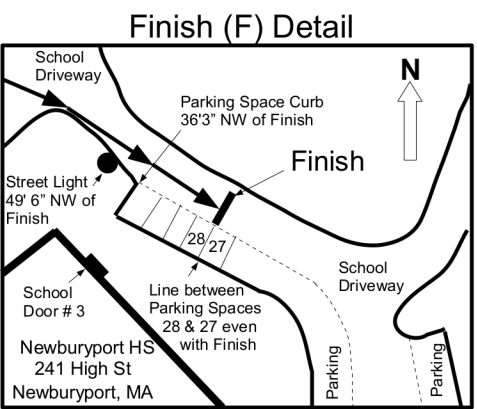 Finish (F) Detail
School
Driveway
N
Parking Space Curb
36'3" NW of Finish
Finish
Street Light
49' 6" NW of
Finish
28
27
School
Door # 3
Line between
Parking Spaces
28 & 27 even
with Finish
School
Driveway
Newburyport HS
241 High St
Newburyport, MA
Parking
Parking